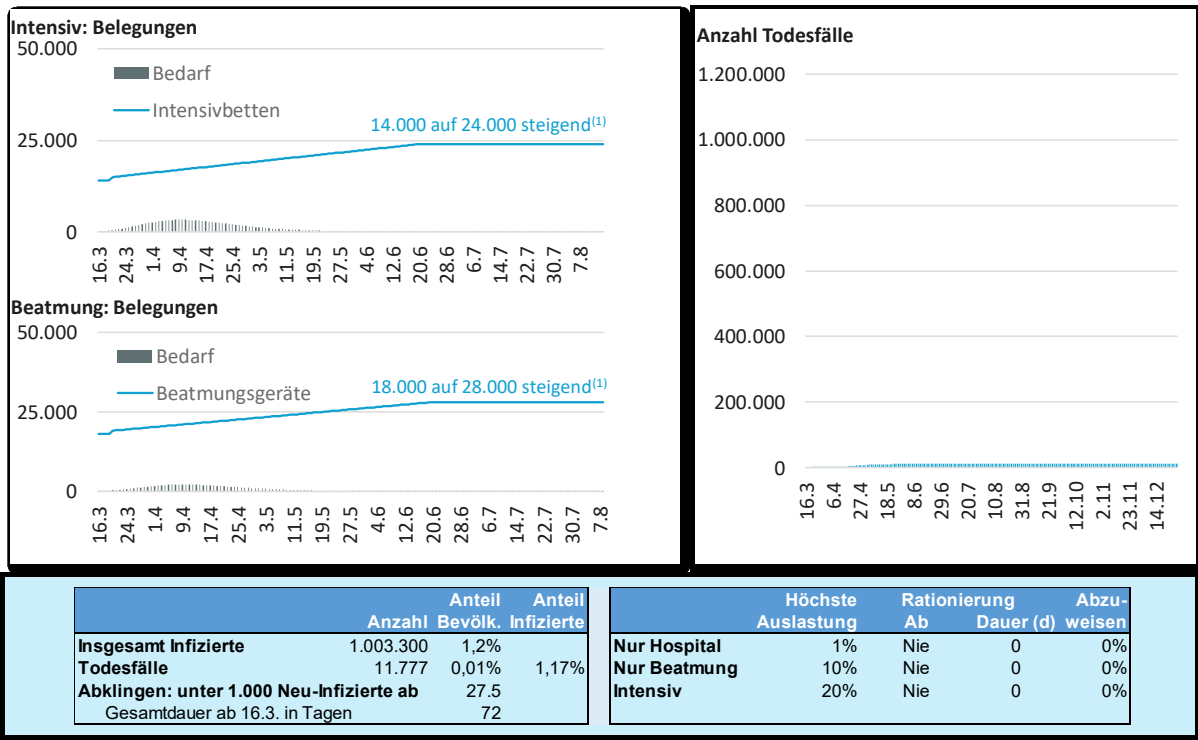 Intensiv: Belegungen
50.000
Bedarf
Intensivbetten
14.000 auf 24.000 steigend(1)
25.000
0
16.3 24.3 1.4 9.4 17.4 25.4 3.5 11.5 19.5 27.5 4.6 12.6 20.6 28.6 6.7 14.7 22.7 30.7 7.8
Beatmung: Belegungen
50.000
Bedarf
Beatmungsgeräte
18.000 auf 28.000 steigend(1)
25.000
0
16.3 24.3 1.4 9.4 17.4 25.4 3.5 11.5 19.5 27.5 4.6 12.6 20.6 28.6 6.7 14.7 22.7 30.7 7.8
Anzahl Todesfälle
1.200.000
1.000.000
800.000
600.000
400.000
200.000
0
16.3 6.4 27.4 18.5 8.6 29.6 20.7 10.8 31.8 21.9 12.10 2.11 23.11 14.12
Anteil Anteil
Anzahl Bevölk. Infizierte
Insgesamt Infizierte 1.003.300 1,2%
Todesfälle 11.777 0,01% 1,17%
Abklingen: unter 1.000 Neu-Infizierte ab 27.5
Gesamtdauer ab 16.3. in Tagen 72
Höchste Rationierung Abzu-
Auslastung Ab Dauer (d) weisen
Nur Hospital 1% Nie 0 0%
Nur Beatmung 10% Nie 0 0%
Intensiv 20% Nie 0 0%